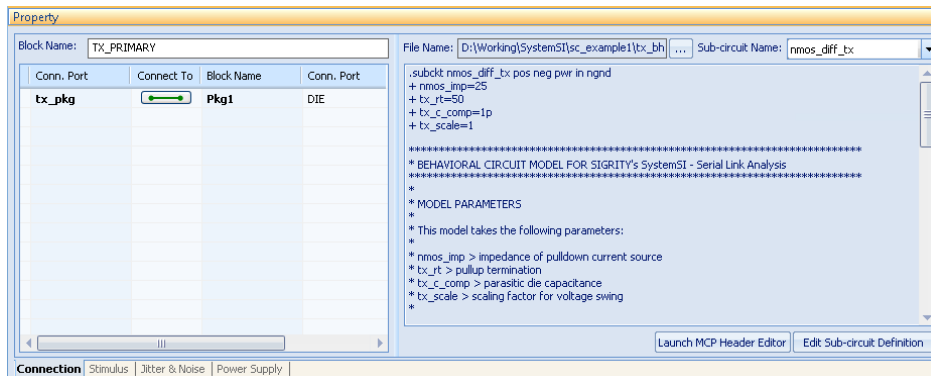 Property
Block Name: TX_PRIMARY
Conn. Port Connect To Block Name Conn. Port
tx_pkg Pkg1 DIE
File Name: D:\Working\SystemSI\sc_example1\tx_bh ... Sub-circuit Name: nmos_diff_tx
.subckt nmos_diff_tx pos neg pwr in ngnd
+ nmos_imp=25
+ tx_rt=50
+ tx_c_comp=1p
+ tx_scale=1
******************************************************************************
* BEHAVIORAL CIRCUIT MODEL FOR SIGRITY's SystemSI - Serial Link Analysis
******************************************************************************
*
* MODEL PARAMETERS
*
* This model takes the following parameters:
*
* nmos_imp > impedance of pulldown current source
* tx_rt > pullup termination
* tx_c_comp > parasitic die capacitance
* tx_scale > scaling factor for voltage swing
*
Launch MCP Header Editor Edit Sub-circuit Definition
Connection Stimulus Jitter & Noise Power Supply